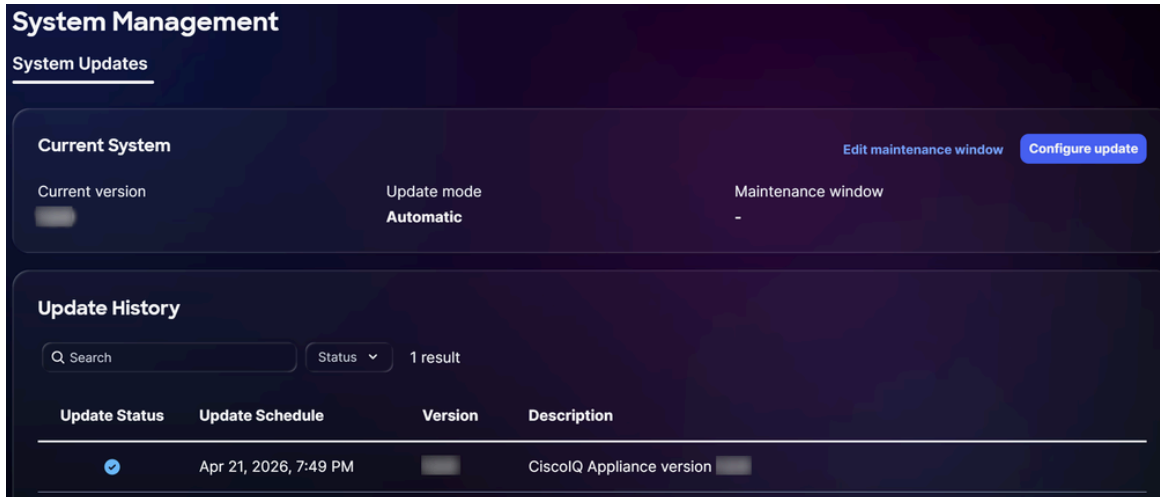 System Management
System Updates
Current System
Edit maintenance window
Configure update
Current version
Update mode
Maintenance window
Automatic
-
Update History
Search
Status
1 result
Update Status
Update Schedule
Version
Description
Apr 21, 2026, 7:49 PM
CiscoIQ Appliance version